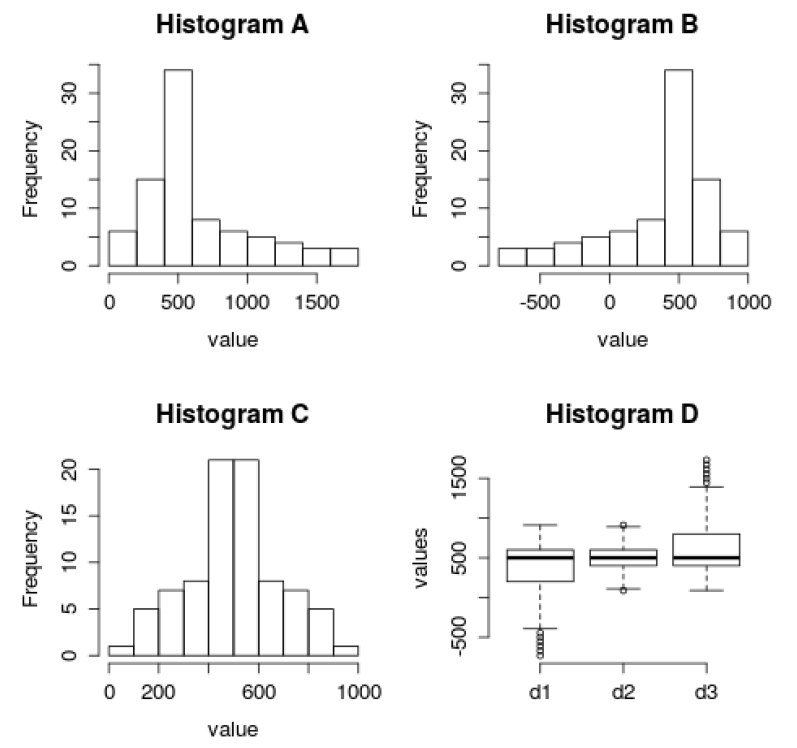 Histogram A
Frequency
30
20
10
0
0 500 1000 1500
value
Histogram B
Frequency
30
20
10
0
-500 0 500 1000
value
Histogram C
Frequency
20
15
10
5
0
0 200 600 1000
value
Histogram D
values
1500
500
-500
d1 d2 d3